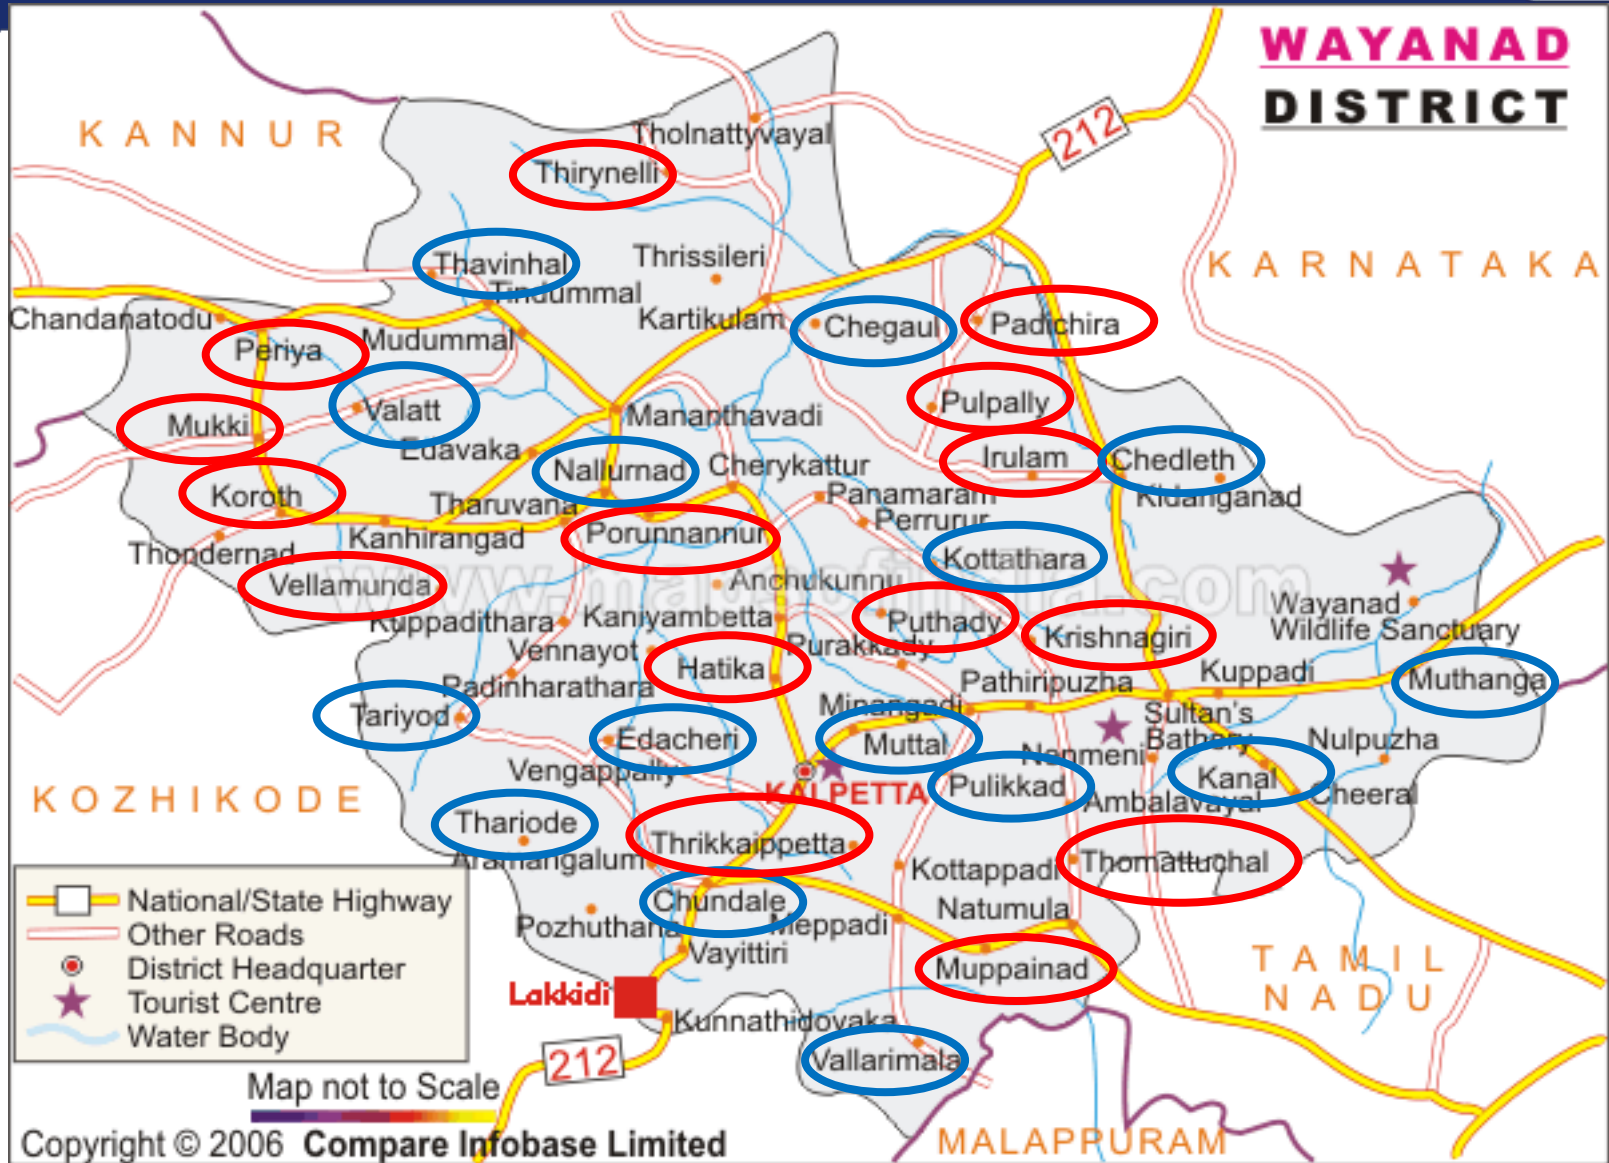 WAYANAD
DISTRICT
KANNUR
212
Tholnattyvayal
Thirynelli
Thavinhal
Thrissileri
KARNATAKA
Tindummal
Chandanatodu
Kartikulam
Chegaul
Padichira
Periya
Mudummal
Valatt
Pulpally
Mukki
Mananthavadi
Edavaka
Nallurnad
Cherykattur
Irulam
Chedleth
Koroth
Tharuvana
Panamaram
Kidanganad
Perrurur
Thondernad
Kanhirangad
Porunnannur
Kottathara
Vellamunda
Anchukunnu
Wayanad
Wildlife Sanctuary
Kuppadithara
Kaniyambetta
Puthady
Krishnagiri
Vennayot
Hatika
Purakkady
Padinharathara
Pathiripuzha
Kuppadi
Muthanga
Tariyod
Minangadi
Sultan's
Bathery
Edacheri
Muttal
Nenmeni
Nulpuzha
Vengappally
KALPETTA
Pulikkad
Kanal
KOZHIKODE
Ambalavayal
Cheeral
Thariode
Thrikkaippetta
Aramangalum
Kottappadi
Thomattuchal
Chundale
Natumula
Pozhuthana
Meppadi
Vayittiri
Muppainad
TAMIL
NADU
Lakkidi
Kunnathidovaka
Vallarimala
212
National/State Highway
Other Roads
District Headquarter
Tourist Centre
Water Body
Map not to Scale
Copyright © 2006 Compare Infobase Limited
MALAPPURAM